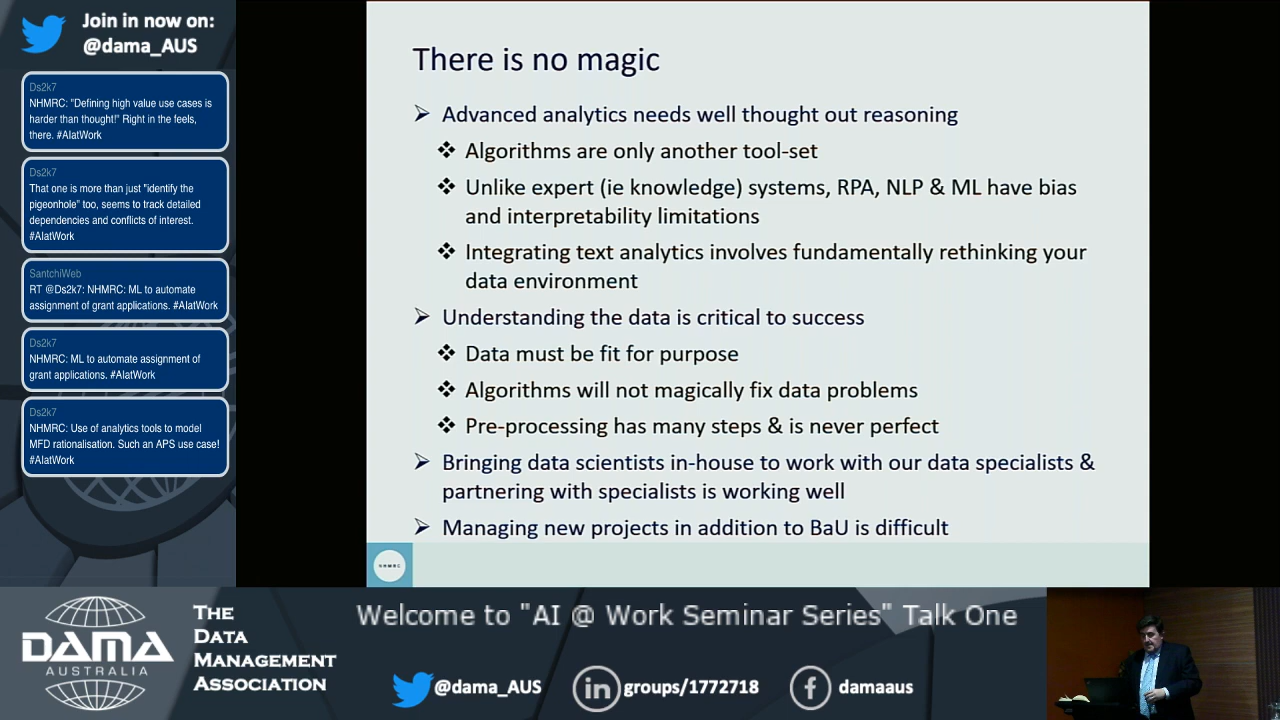 Join in now on:
@dama_AUS
Ds2k7
NHMRC: "Defining high value use cases is
harder than thought!" Right in the feels,
there. #AIatWork
Ds2k7
That one is more than just "identify the
pigeonhole" too, seems to track detailed
dependencies and conflicts of interest.
#AIatWork
SantchiWeb
RT @Ds2k7: NHMRC: ML to automate
assignment of grant applications. #AIatWork
Ds2k7
NHMRC: ML to automate assignment of
grant applications. #AIatWork
Ds2k7
NHMRC: Use of analytics tools to model
MFD rationalisation. Such an APS use case!
#AIatWork
There is no magic
➢ Advanced analytics needs well thought out reasoning
❖ Algorithms are only another tool-set
❖ Unlike expert (ie knowledge) systems, RPA, NLP & ML have bias
and interpretability limitations
❖ Integrating text analytics involves fundamentally rethinking your
data environment
➢ Understanding the data is critical to success
❖ Data must be fit for purpose
❖ Algorithms will not magically fix data problems
❖ Pre-processing has many steps & is never perfect
➢ Bringing data scientists in-house to work with our data specialists &
partnering with specialists is working well
➢ Managing new projects in addition to BaU is difficult
NHMRC
DAMA
AUSTRALIA
THE
DATA
MANAGEMENT
ASSOCIATION
Welcome to "AI @ Work Seminar Series" Talk One
@dama_AUS
in groups/1772718
f damaaus